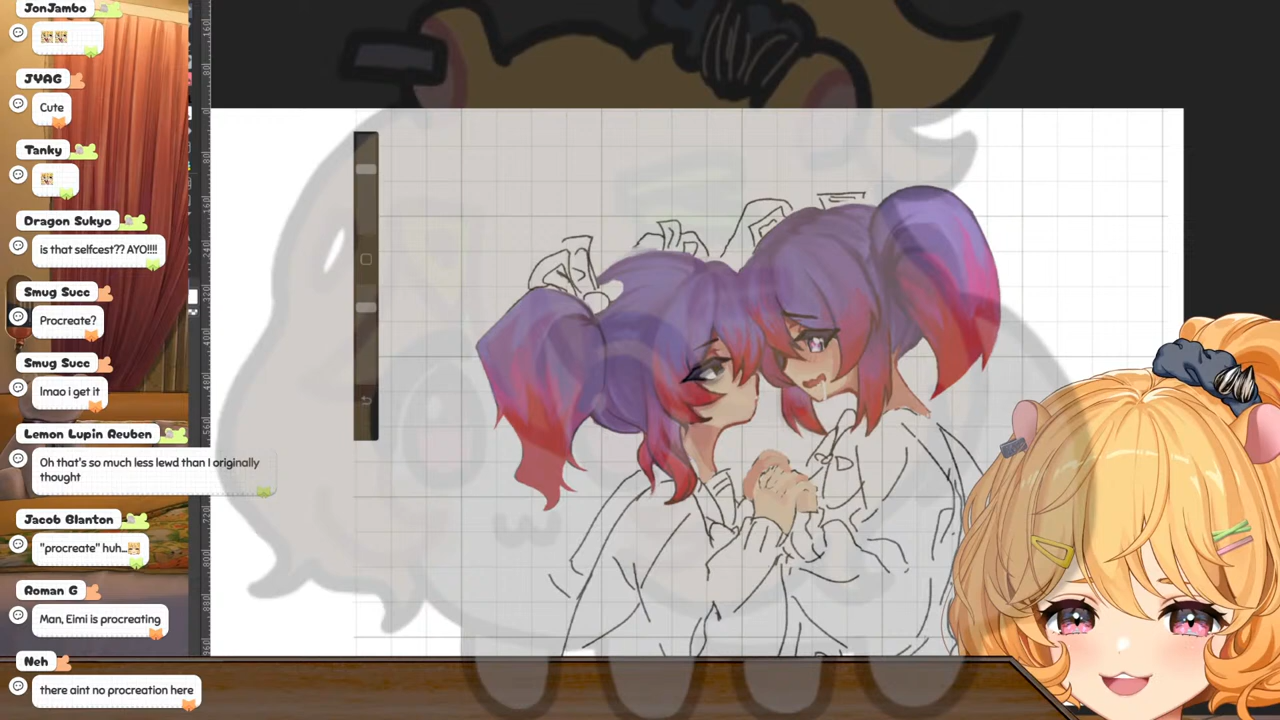 JonJambo
JYAG
Cute
Tanky
Dragon Sukyo
is that selfcest?? AYO!!!!
Smug Succ
Procreate?
Smug Succ
lmao i get it
Lemon Lupin Reuben
Oh that's so much less lewd than I originally
thought
Jacob Blanton
"procreate" huh...
Roman G
Man, Eimi is procreating
Neh
there aint no procreation here